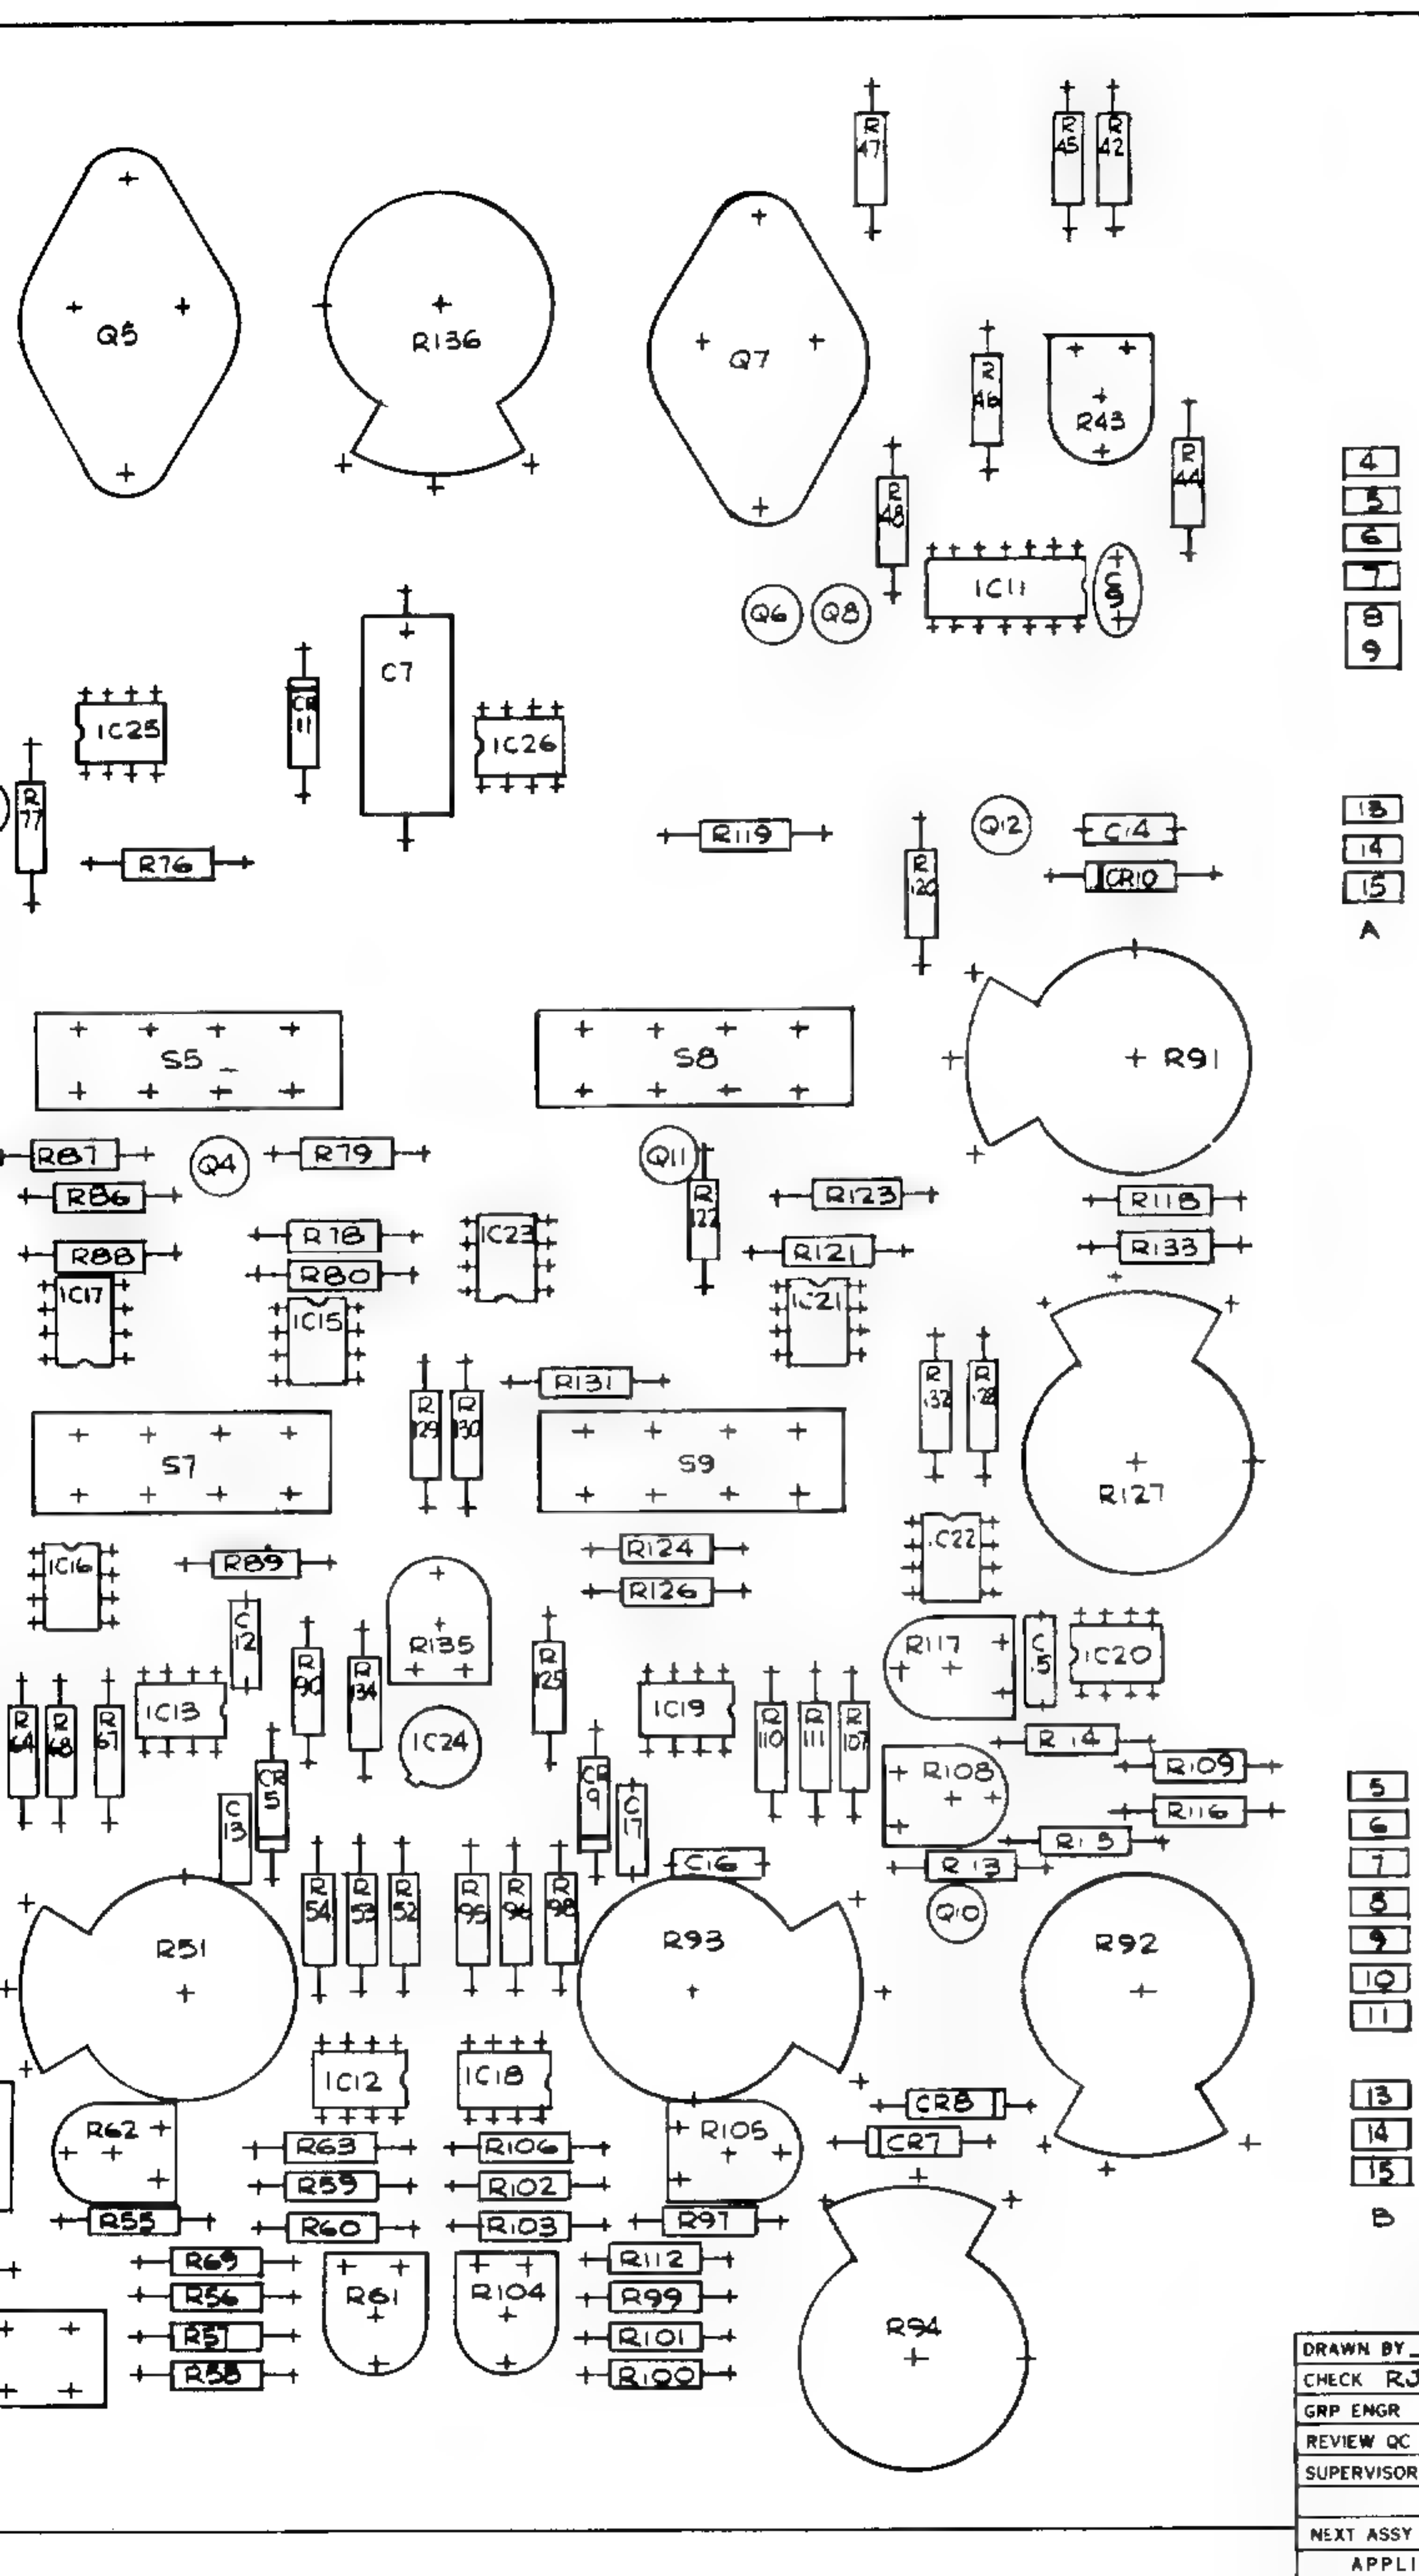 R
47
R
45
R
42
Q5
R136
Q7
R
46
R43
R
44
R
48
4
5
6
7
8
9
IC11
Q6
Q8
C7
CR
11
IC25
IC26
R
77
R76
R119
Q12
C14
CR10
R
13
14
15
A
S5
S8
R91
R87
Q4
R79
Q11
R86
R
122
R123
R118
R88
R78
IC23
R121
R133
R80
IC17
IC15
IC21
R131
R
129
R
130
R
132
R
S7
S9
R127
R124
IC22
IC16
R89
R126
C
12
R135
R117
C
15
IC20
R
90
R
134
R
125
IC13
IC19
R
64
R
68
R
67
IC24
R
110
R
111
R
107
R114
R109
CR
5
CR
9
R108
5
C
13
C
17
R116
6
R115
7
C16
R113
R
54
R
53
R
52
R
95
R
96
R
98
8
Q10
R51
R93
R92
9
10
11
IC12
IC18
CR8
13
R62
R105
14
R63
R106
CR7
15
R59
R102
R55
R60
R103
R97
B
R69
R112
R56
R61
R104
R99
R57
R101
R94
R58
R100
DRAWN BY
CHECK RJ
GRP ENGR
REVIEW QC
SUPERVISOR
NEXT ASSY
APPLI